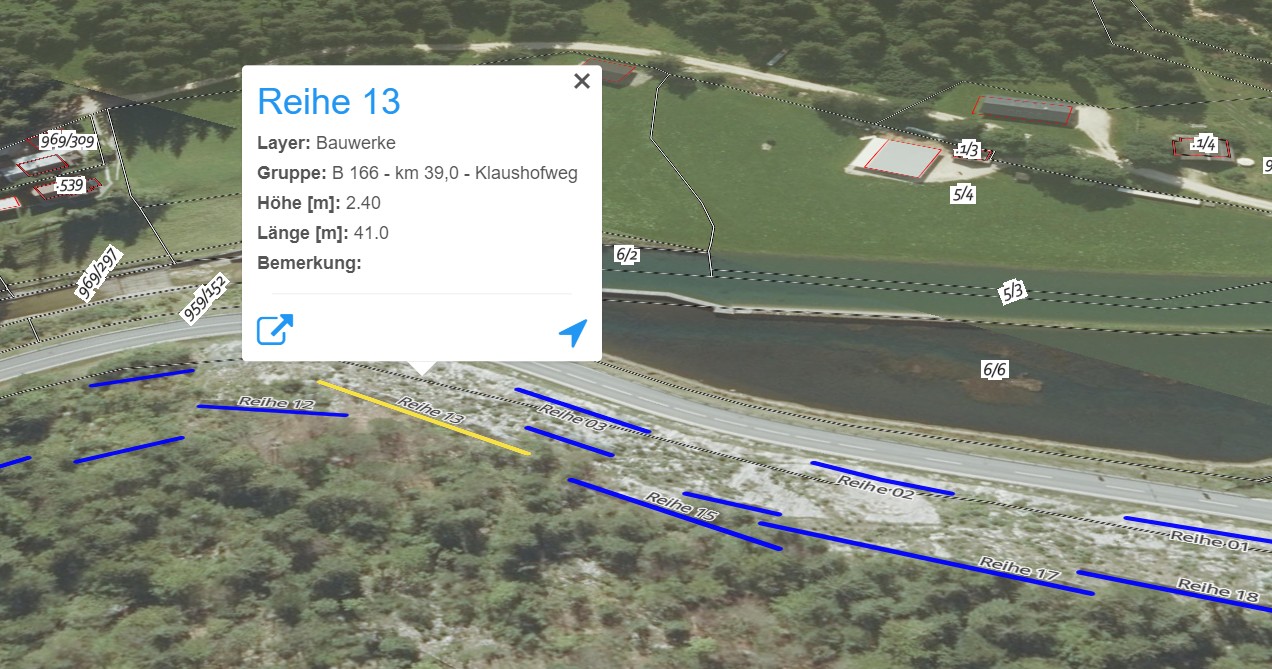 Reihe 13
Layer: Bauwerke
Gruppe: B 166 - km 39,0 - Klaushofweg
Höhe [m]: 2.40
Länge [m]: 41.0
Bemerkung:
969/309
.539
969/297
959/152
6/2
.1/3
.1/4
5/4
5/3
6/6
Reihe 12
Reihe 13
Reihe 03
Reihe 02
Reihe 15
Reihe 01
Reihe 17
Reihe 18